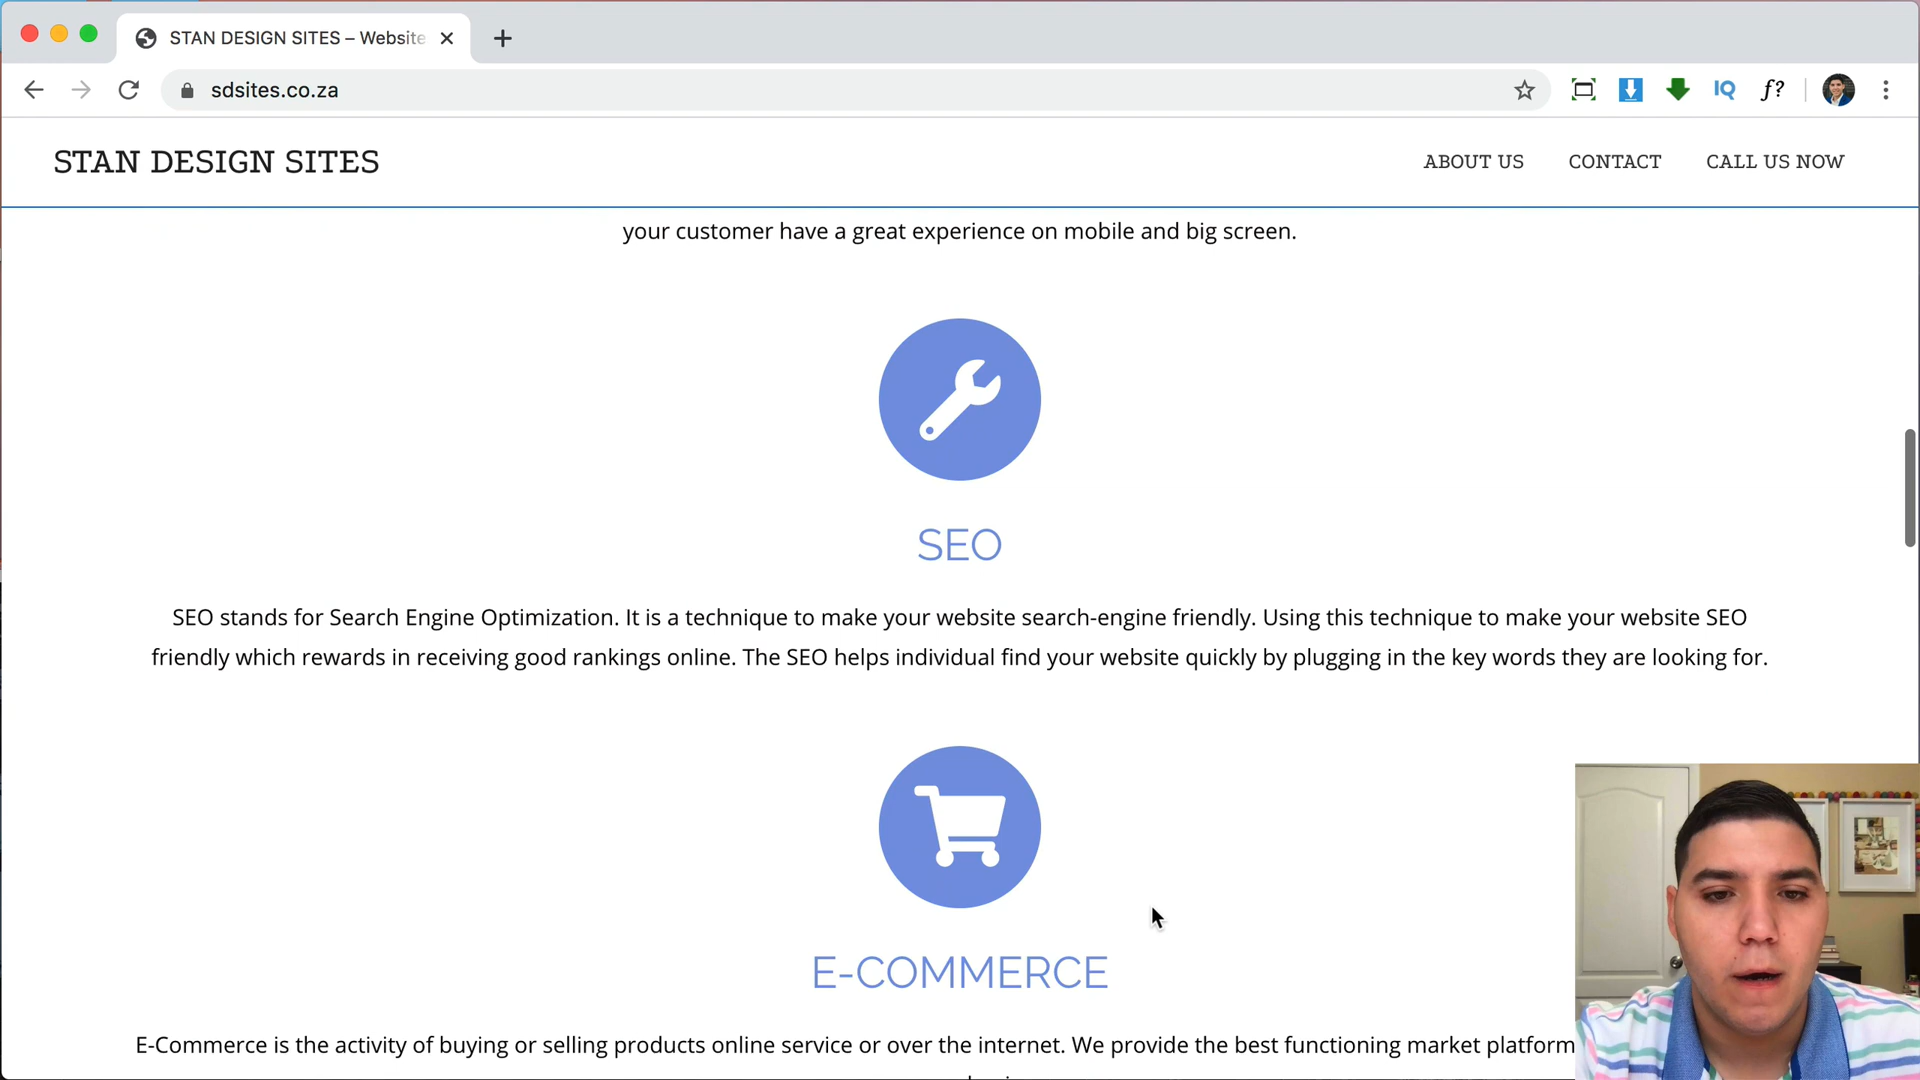 STAN DESIGN SITES – Website
sdsites.co.za
IQ
f?
STAN DESIGN SITES
ABOUT US
CONTACT
CALL US NOW
your customer have a great experience on mobile and big screen.
SEO
SEO stands for Search Engine Optimization. It is a technique to make your website search-engine friendly. Using this technique to make your website SEO
friendly which rewards in receiving good rankings online. The SEO helps individual find your website quickly by plugging in the key words they are looking for.
E-COMMERCE
E-Commerce is the activity of buying or selling products online service or over the internet. We provide the best functioning market platform